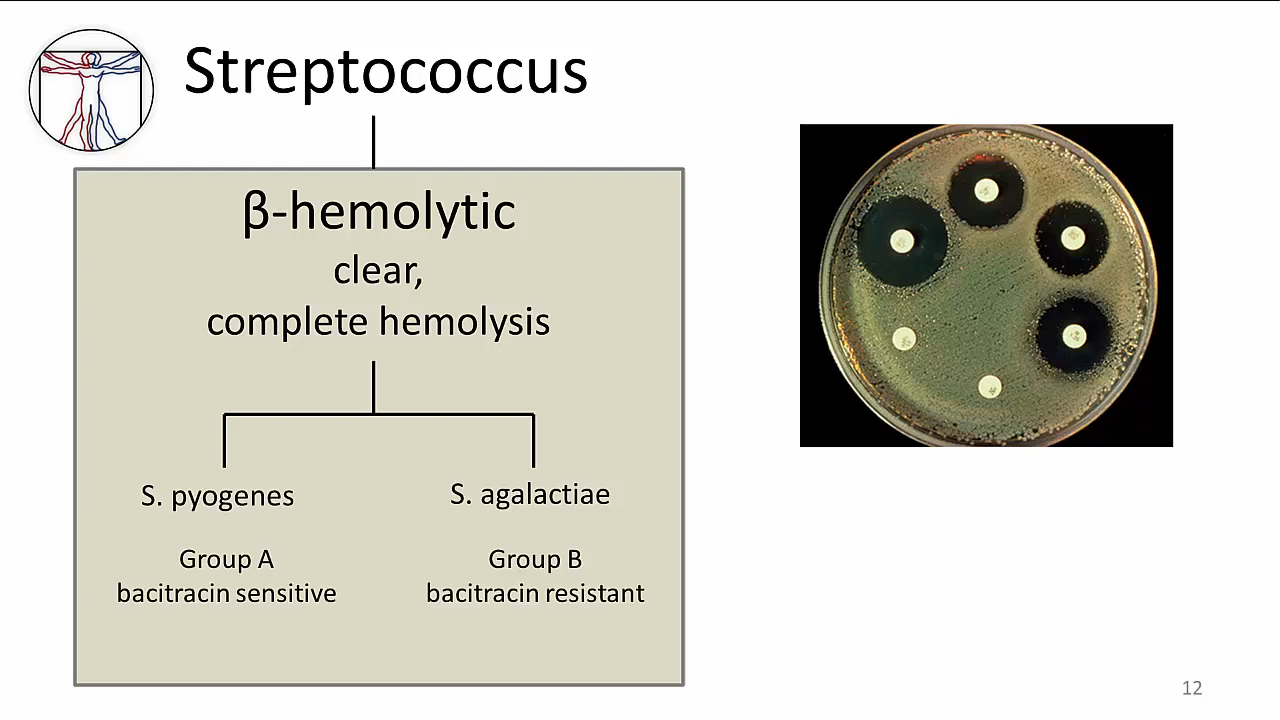 Streptococcus
β-hemolytic
clear,
complete hemolysis
S. pyogenes
S. agalactiae
Group A
bacitracin sensitive
Group B
bacitracin resistant
12